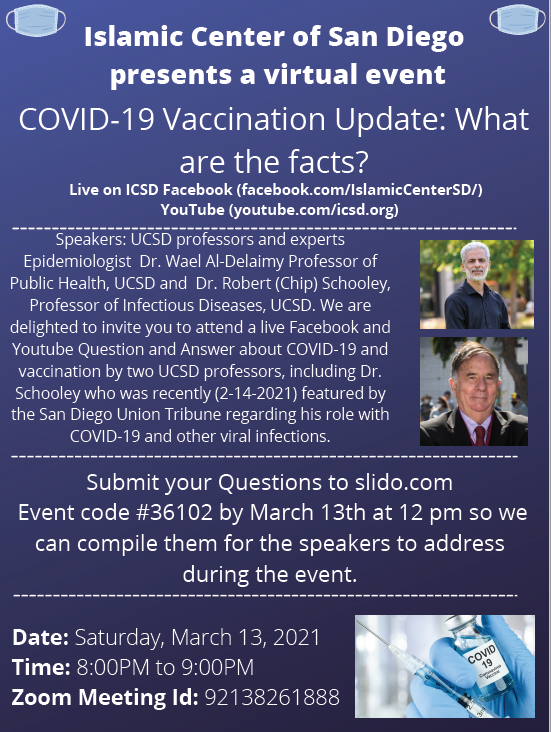 Islamic Center of San Diego
presents a virtual event
COVID-19 Vaccination Update: What
are the facts?
Live on ICSD Facebook (facebook.com/IslamicCenterSD/)
YouTube (youtube.com/icsd.org)
Speakers: UCSD professors and experts
Epidemiologist Dr. Wael Al-Delaimy Professor of
Public Health, UCSD and Dr. Robert (Chip) Schooley,
Professor of Infectious Diseases, UCSD. We are
delighted to invite you to attend a live Facebook and
Youtube Question and Answer about COVID-19 and
vaccination by two UCSD professors, including Dr.
Schooley who was recently (2-14-2021) featured by
the San Diego Union Tribune regarding his role with
COVID-19 and other viral infections.
Submit your Questions to slido.com
Event code #36102 by March 13th at 12 pm so we
can compile them for the speakers to address
during the event.
Date: Saturday, March 13, 2021
Time: 8:00PM to 9:00PM
Zoom Meeting Id: 92138261888
COVID
19
Coronavirus
Vaccine